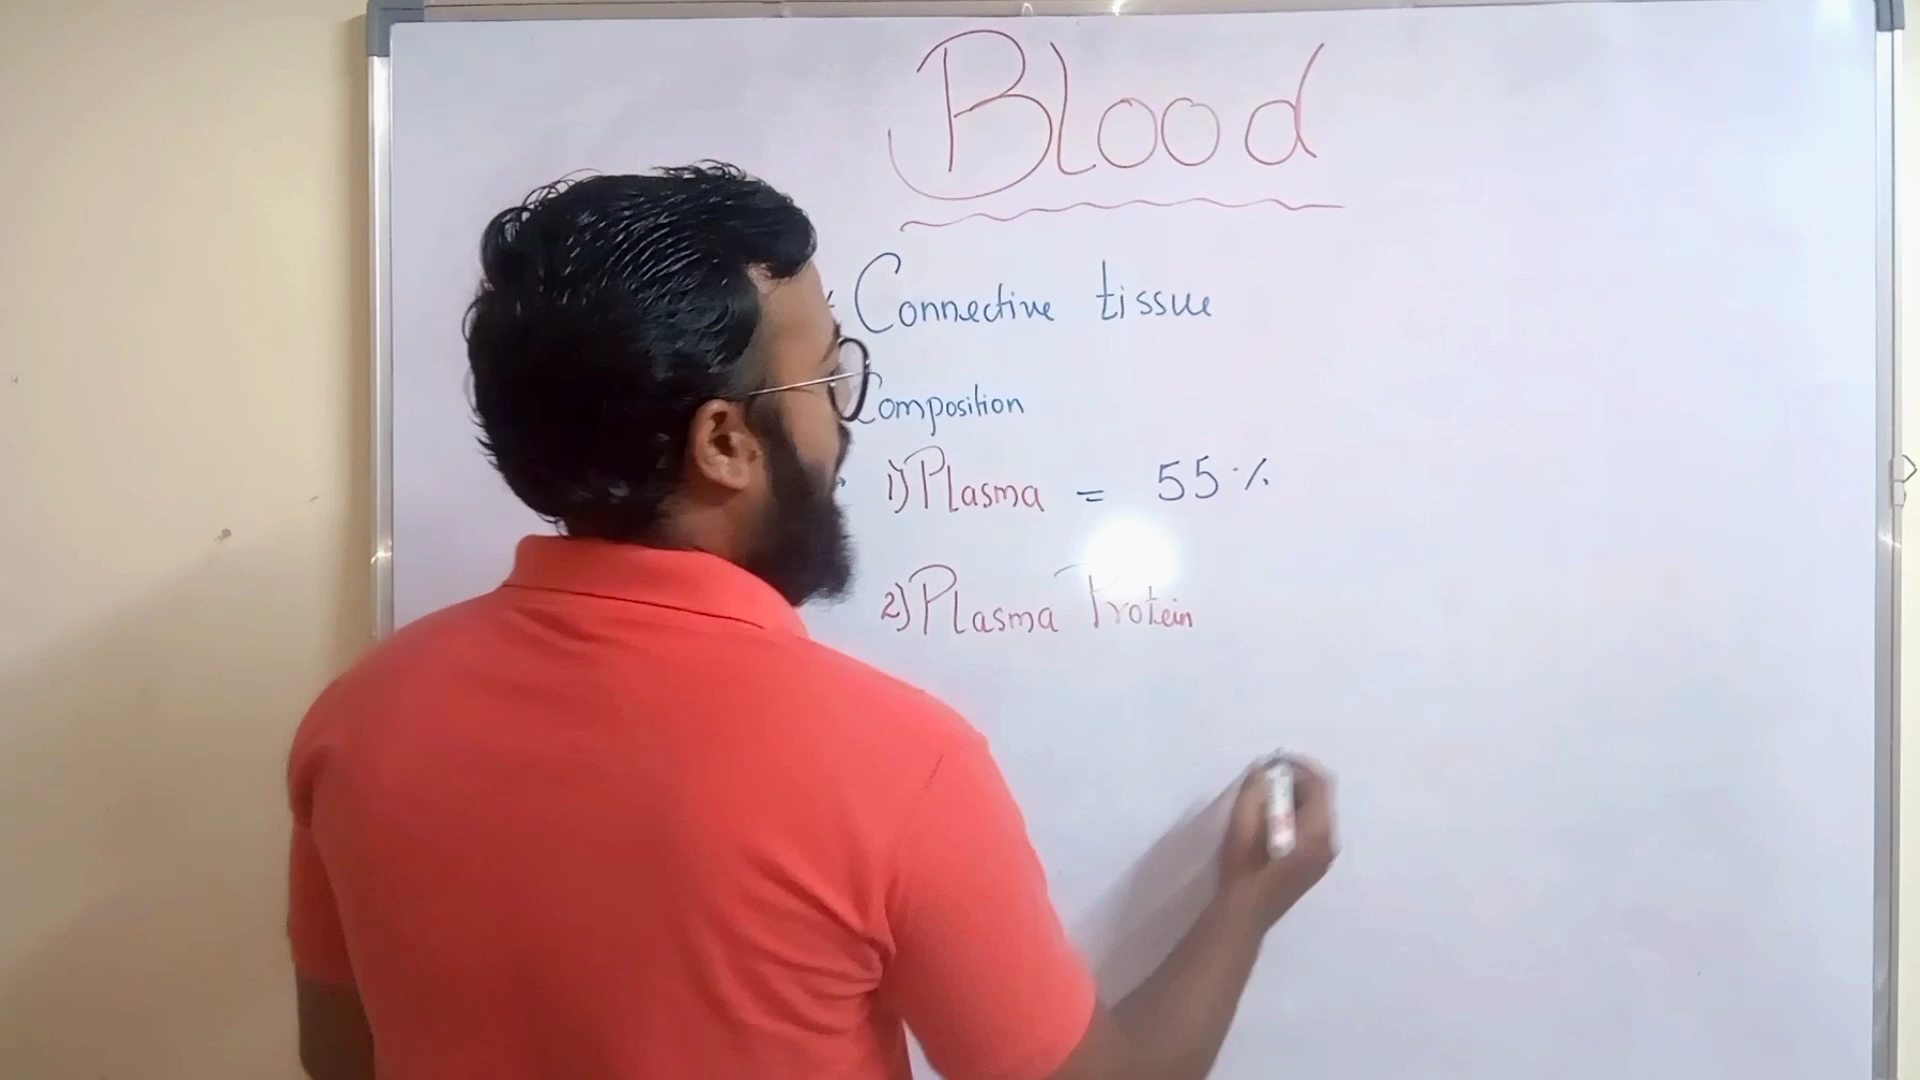 Blood
Connective tissue
Composition
1) Plasma = 55%
2) Plasma Protein